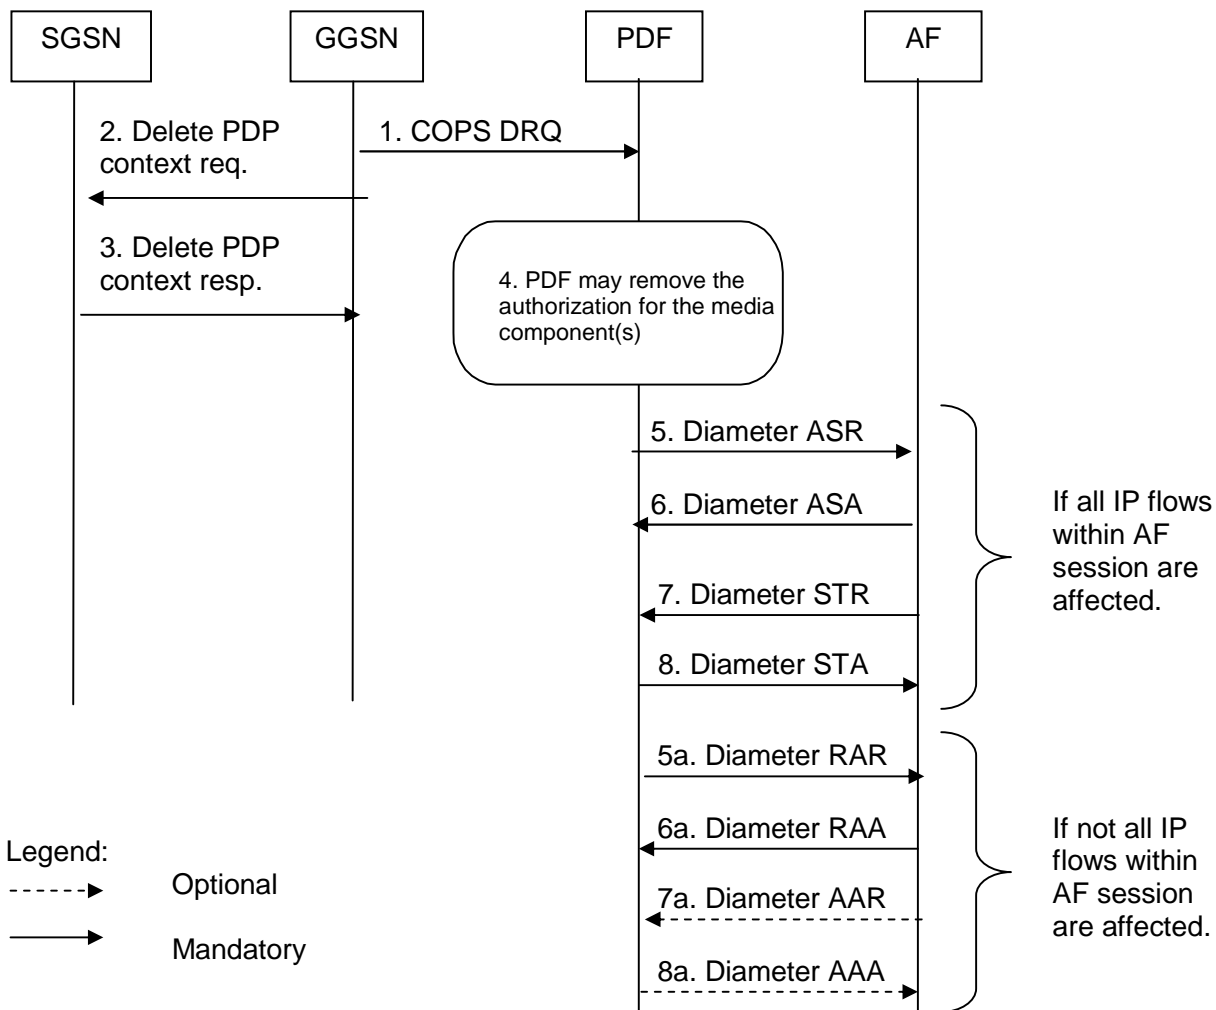 SGSN
GGSN
PDF
AF
2. Delete PDP
context req.
1. COPS DRQ
3. Delete PDP
context resp.
4. PDF may remove the
authorization for the media
component(s)
5. Diameter ASR
6. Diameter ASA
7. Diameter STR
8. Diameter STA
If all IP flows
within AF
session are
affected.
5a. Diameter RAR
6a. Diameter RAA
7a. Diameter AAR
8a. Diameter AAA
If not all IP
flows within
AF session
are affected.
Legend:
Optional
Mandatory